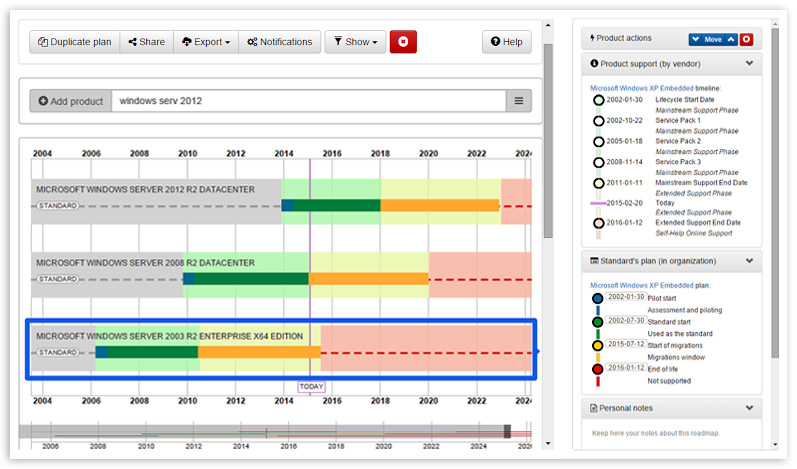 Duplicate plan Share Export Notifications Show Help
Add product windows serv 2012
2004 2006 2008 2010 2012 2014 2016 2018 2020 2022 2024
MICROSOFT WINDOWS SERVER 2012 R2 DATACENTER
STANDARD
MICROSOFT WINDOWS SERVER 2008 R2 DATACENTER
STANDARD
MICROSOFT WINDOWS SERVER 2003 R2 ENTERPRISE X64 EDITION
STANDARD
TODAY
2004 2006 2008 2010 2012 2014 2016 2018 2020 2022 2024
2006 2008 2010 2012 2014 2016 2018 2020 2022 2024
Product actions Move
Product support (by vendor)
Microsoft Windows XP Embedded timeline:
2002-01-30 Lifecycle Start Date
Mainstream Support Phase
2002-10-22 Service Pack 1
Mainstream Support Phase
2005-01-18 Service Pack 2
Mainstream Support Phase
2008-11-14 Service Pack 3
Mainstream Support Phase
2011-01-11 Mainstream Support End Date
Extended Support Phase
2015-02-20 Today
Extended Support Phase
2016-01-12 Extended Support End Date
Self-Help Online Support
Standard's plan (in organization)
Microsoft Windows XP Embedded plan:
2002-01-30 Pilot start
Assessment and piloting
2002-07-30 Standard start
Used as the standard
2015-07-12 Start of migrations
Migrations window
2016-01-12 End of life
Not supported
Personal notes
Keep here your notes about this roadmap.